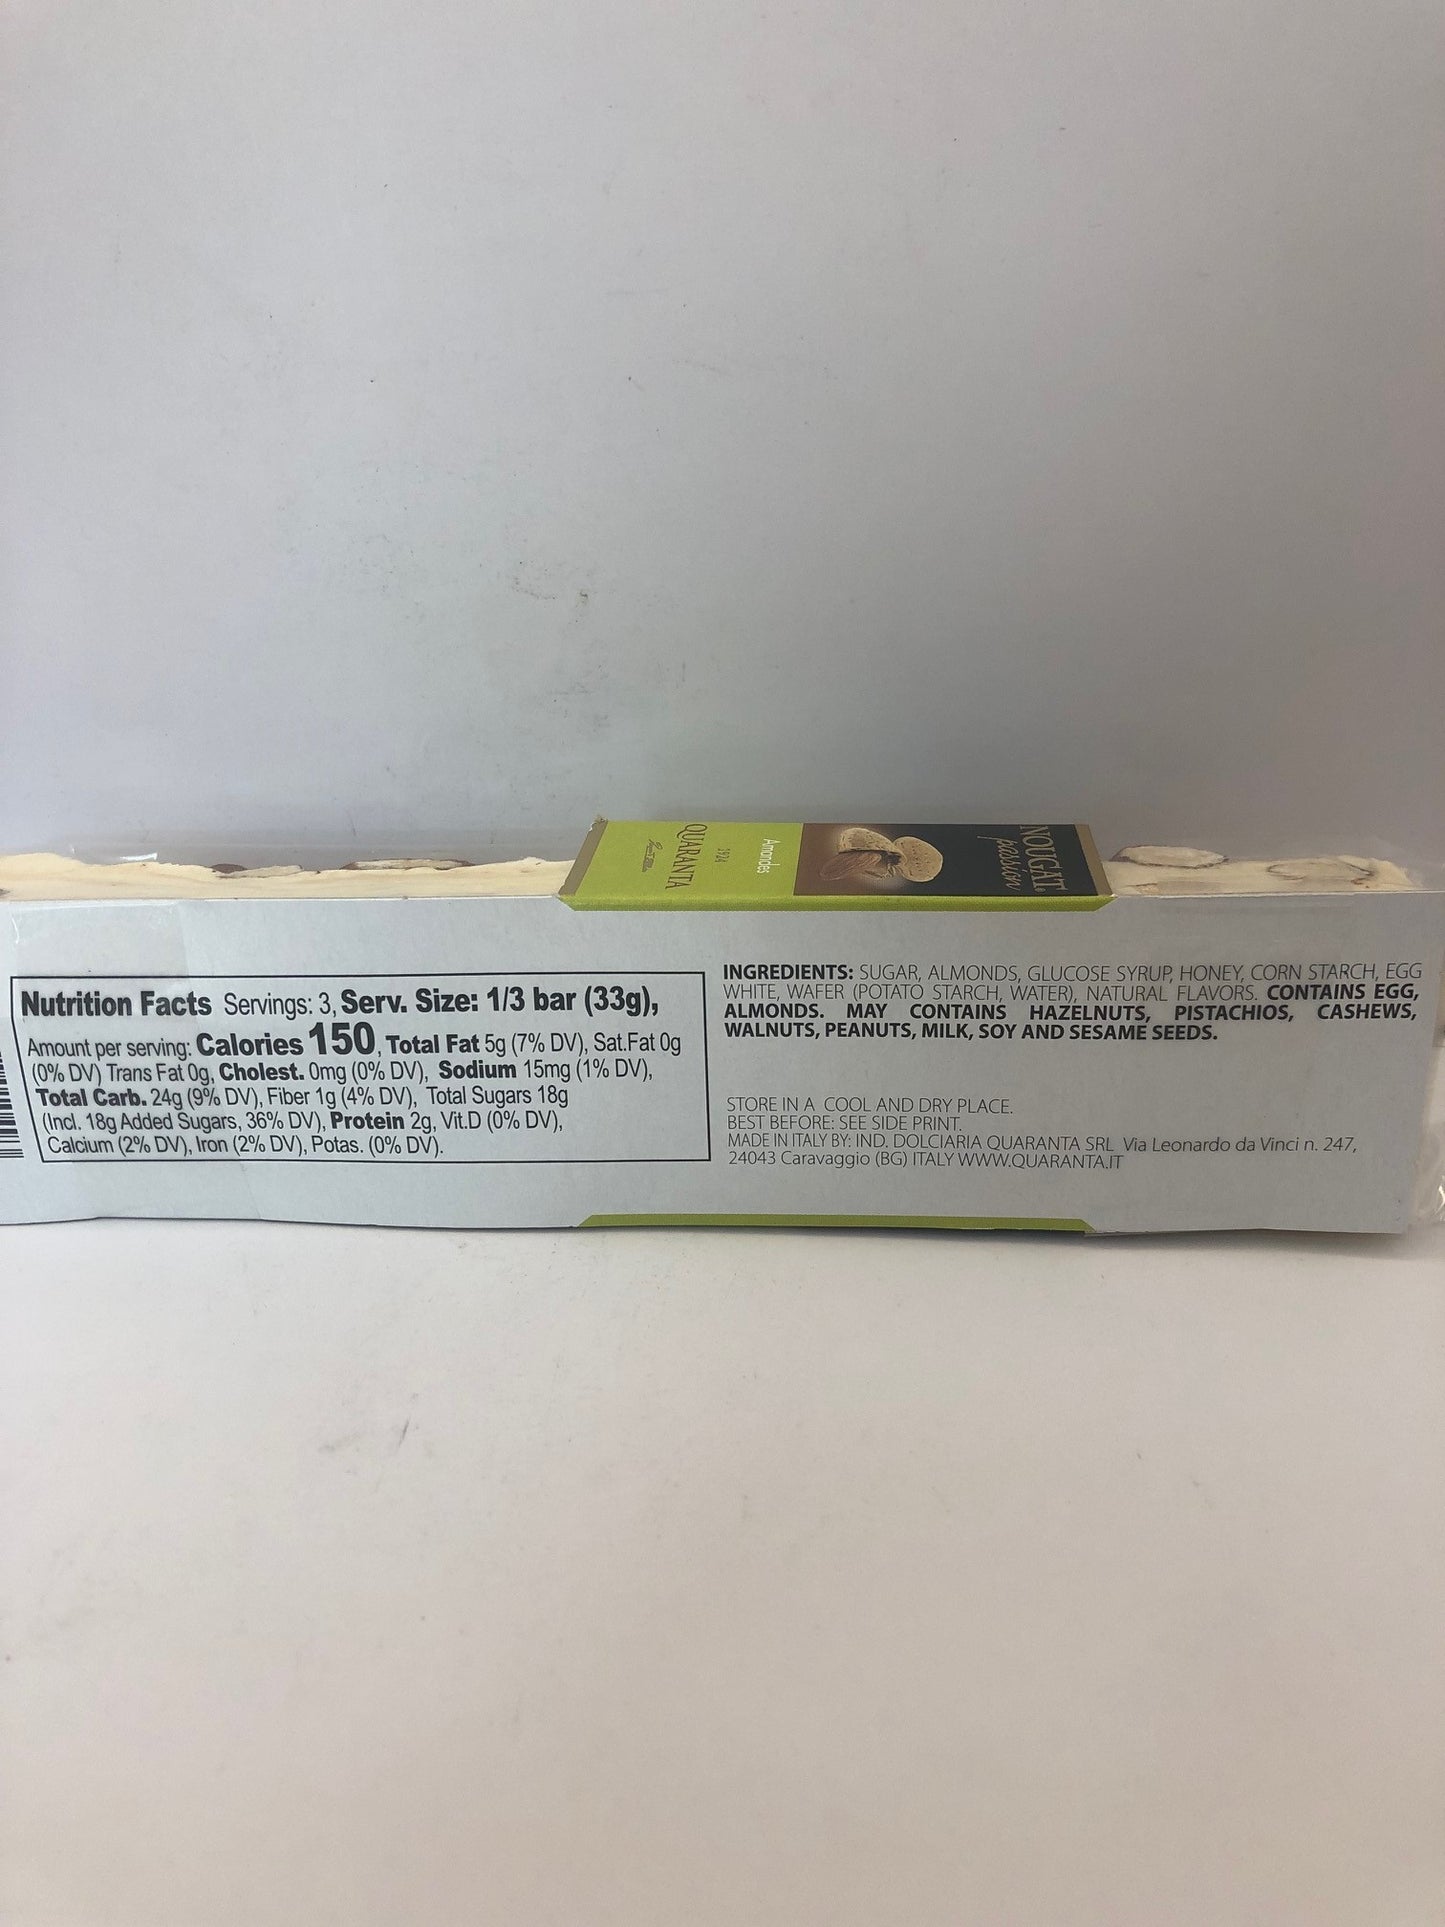 NOUGAT
passion
Amandes
1924
QUARANTA
Nutrition Facts Servings: 3, Serv. Size: 1/3 bar (33g),
Amount per serving: Calories 150, Total Fat 5g (7% DV), Sat.Fat 0g
(0% DV) Trans Fat 0g, Cholest. 0mg (0% DV), Sodium 15mg (1% DV),
Total Carb. 24g (9% DV), Fiber 1g (4% DV), Total Sugars 18g
(Incl. 18g Added Sugars, 36% DV), Protein 2g, Vit.D (0% DV),
Calcium (2% DV), Iron (2% DV), Potas. (0% DV).
INGREDIENTS: SUGAR, ALMONDS, GLUCOSE SYRUP, HONEY, CORN STARCH, EGG
WHITE, WAFER (POTATO STARCH, WATER), NATURAL FLAVORS. CONTAINS EGG,
ALMONDS. MAY CONTAINS HAZELNUTS, PISTACHIOS, CASHEWS,
WALNUTS, PEANUTS, MILK, SOY AND SESAME SEEDS.
STORE IN A COOL AND DRY PLACE.
BEST BEFORE: SEE SIDE PRINT.
MADE IN ITALY BY: IND. DOLCIARIA QUARANTA SRL Via Leonardo da Vinci n. 247,
24043 Caravaggio (BG) ITALY WWW.QUARANTA.IT